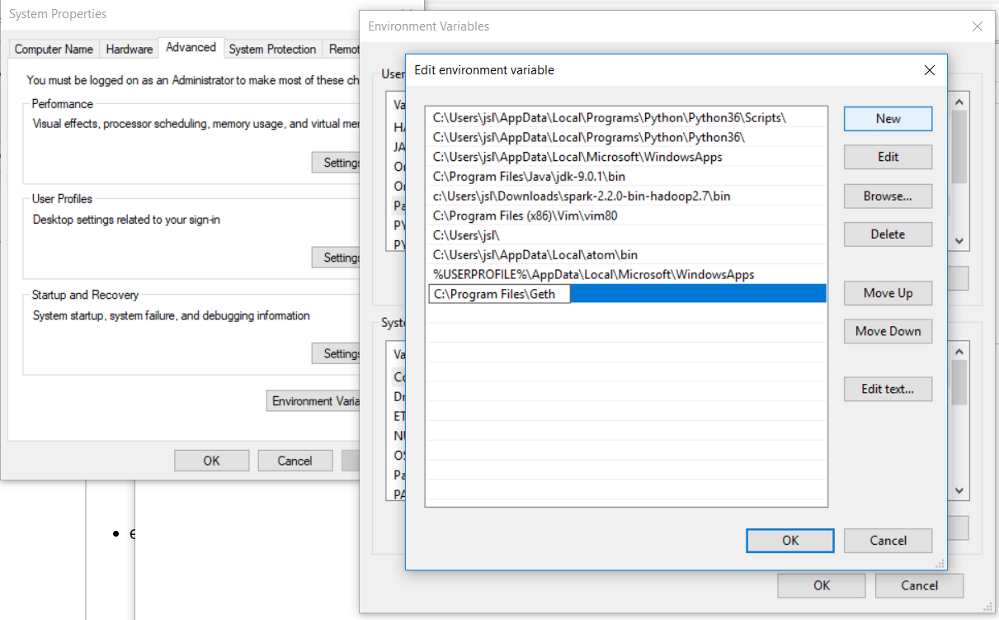 System Properties
Computer Name
Hardware
Advanced
System Protection
Remot
You must be logged on as an Administrator to make most of these ch
Performance
Visual effects, processor scheduling, memory usage, and virtual mer
Settings
User Profiles
Desktop settings related to your sign-in
Settings
Startup and Recovery
System startup, system failure, and debugging information
Settings
Environment Varia
OK
Cancel
Environment Variables
User
Va
HA
JA
Or
Or
Pa
PY
PY
Syste
Va
Co
Dr
ET
NU
OS
Pa
PA
OK
Cancel
Edit environment variable
C:\Users\jsl\AppData\Local\Programs\Python\Python36\Scripts\
C:\Users\jsl\AppData\Local\Programs\Python\Python36\
C:\Users\jsl\AppData\Local\Microsoft\WindowsApps
C:\Program Files\Java\jdk-9.0.1\bin
c:\Users\jsl\Downloads\spark-2.2.0-bin-hadoop2.7\bin
C:\Program Files (x86)\Vim\vim80
C:\Users\jsl\
C:\Users\jsl\AppData\Local\atom\bin
%USERPROFILE%\AppData\Local\Microsoft\WindowsApps
C:\Program Files\Geth
New
Edit
Browse...
Delete
Move Up
Move Down
Edit text...
OK
Cancel